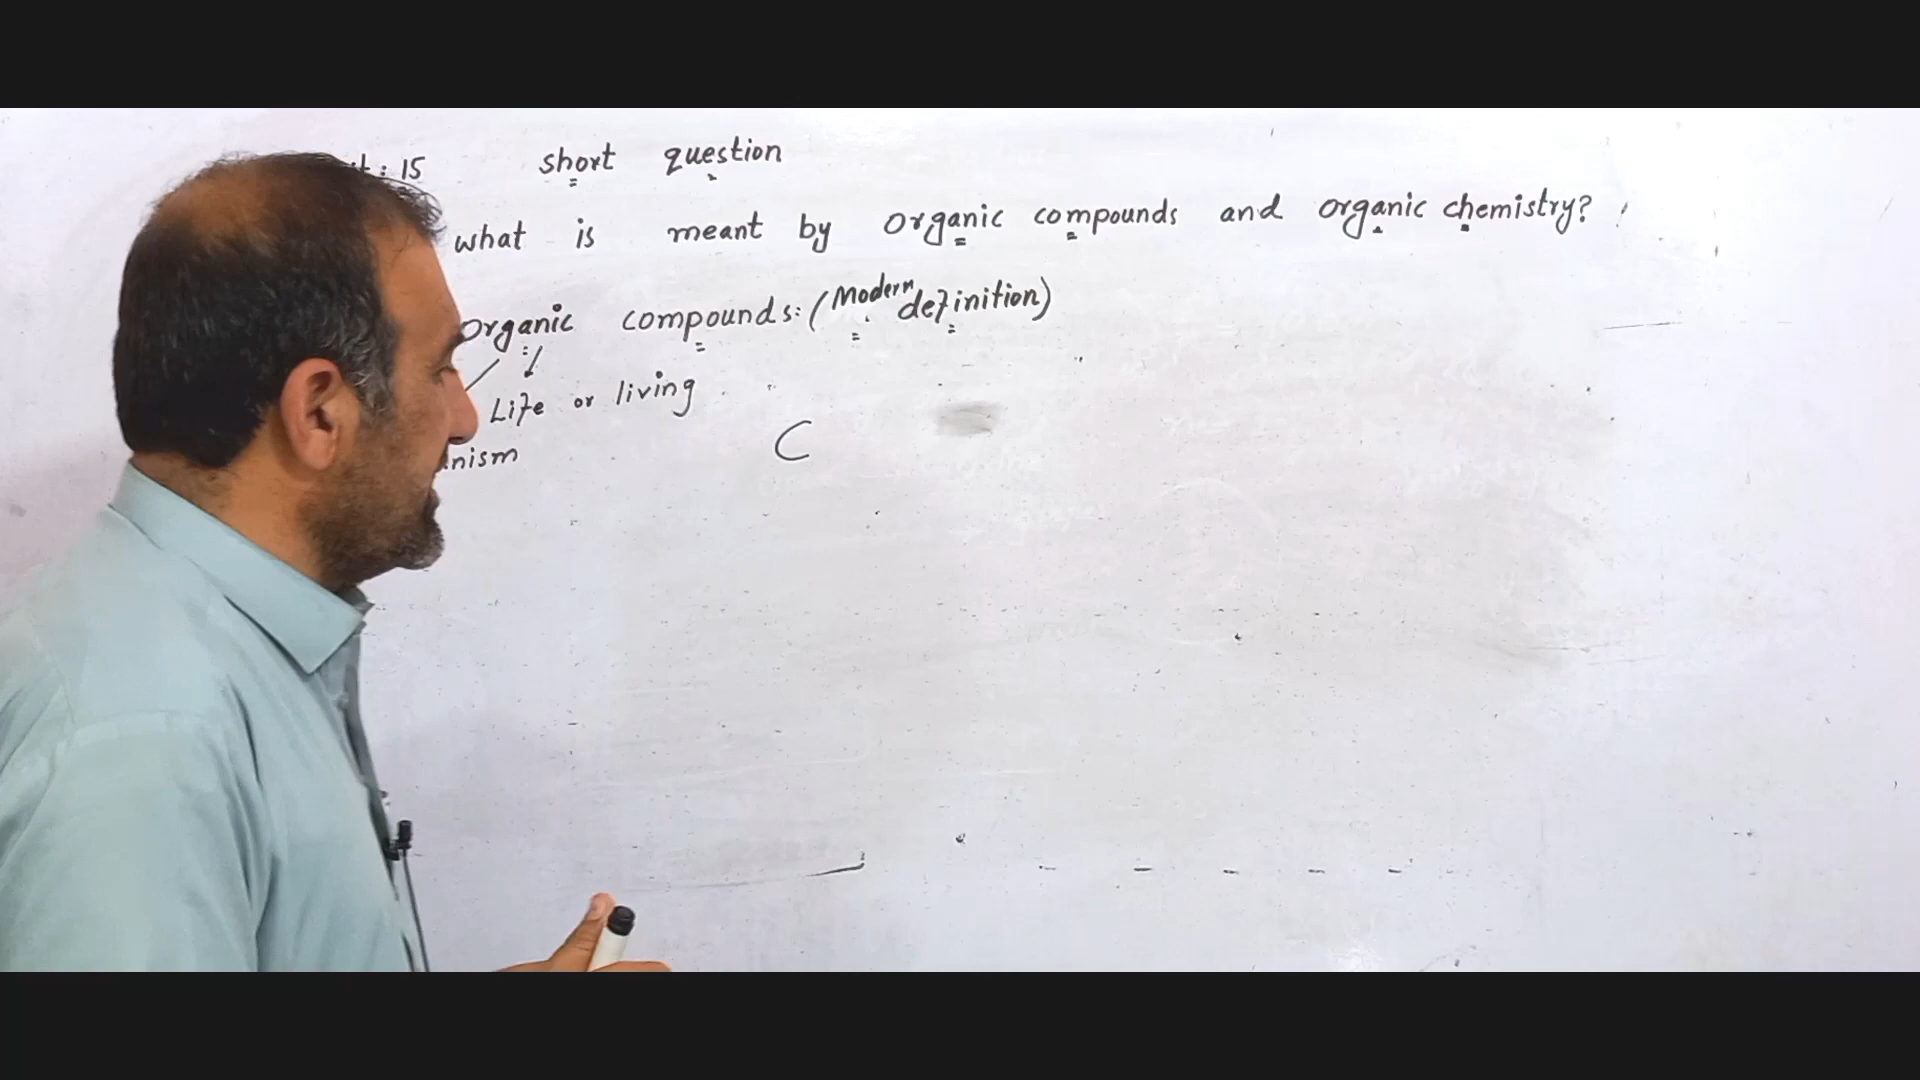 : 15 short question
what is meant by organic compounds and organic chemistry?
organic compounds: (Modern definition)
Life or living
nism
C